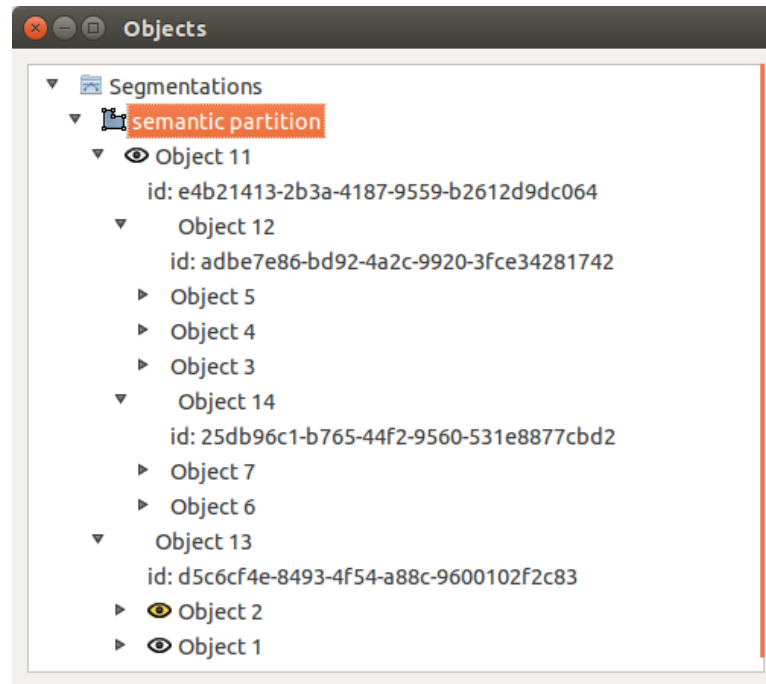 Objects
Segmentations
semantic partition
Object 11
id: e4b21413-2b3a-4187-9559-b2612d9dc064
Object 12
id: adbe7e86-bd92-4a2c-9920-3fce34281742
Object 5
Object 4
Object 3
Object 14
id: 25db96c1-b765-44f2-9560-531e8877cbd2
Object 7
Object 6
Object 13
id: d5c6cf4e-8493-4f54-a88c-9600102f2c83
Object 2
Object 1